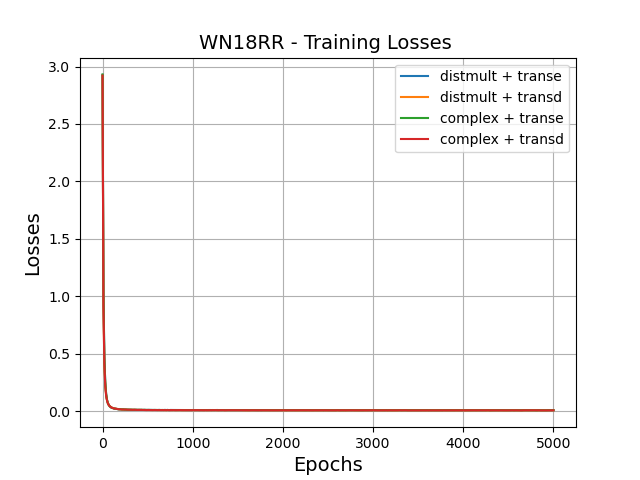 WN18RR - Training Losses
3.0
2.5
2.0
1.5
1.0
0.5
0.0
Losses
distmult + transe
distmult + transd
complex + transe
complex + transd
0 1000 2000 3000 4000 5000
Epochs